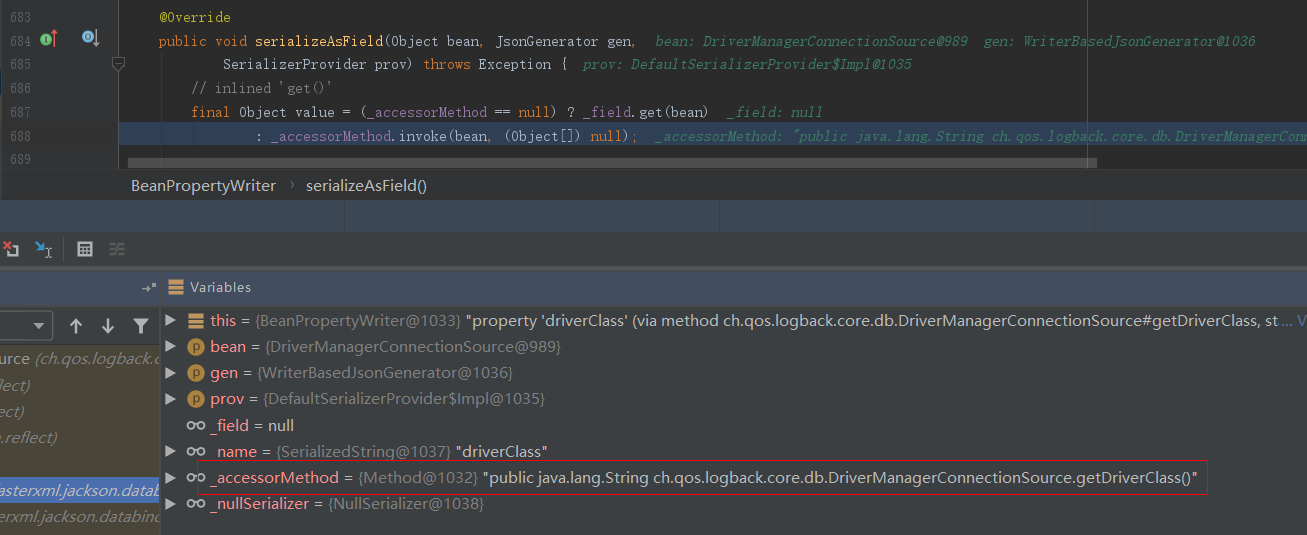 683 @Override
684 public void serializeAsField(Object bean, JsonGenerator gen, bean: DriverManagerConnectionSource@989 gen: WriterBasedJsonGenerator@1036
685 SerializerProvider prov) throws Exception { prov: DefaultSerializerProvider$Impl@1035
686 // inlined 'get()'
687 final Object value = (_accessorMethod == null) ? _field.get(bean) _field: null
688 : _accessorMethod.invoke(bean, (Object[]) null); _accessorMethod: "public java.lang.String ch.qos.logback.core.db.DriverManagerConn
689
BeanPropertyWriter › serializeAsField()
Variables
this = {BeanPropertyWriter@1033} "property 'driverClass' (via method ch.qos.logback.core.db.DriverManagerConnectionSource#getDriverClass, st... V
urce (ch.qos.logback.c
bean = {DriverManagerConnectionSource@989}
lect)
gen = {WriterBasedJsonGenerator@1036}
ect)
prov = {DefaultSerializerProvider$Impl@1035}
.reflect)
_field = null
_name = {SerializedString@1037} "driverClass"
_accessorMethod = {Method@1032} "public java.lang.String ch.qos.logback.core.db.DriverManagerConnectionSource.getDriverClass()"
asterxml.jackson.datab
_nullSerializer = {NullSerializer@1038}
erxml.jackson.databind